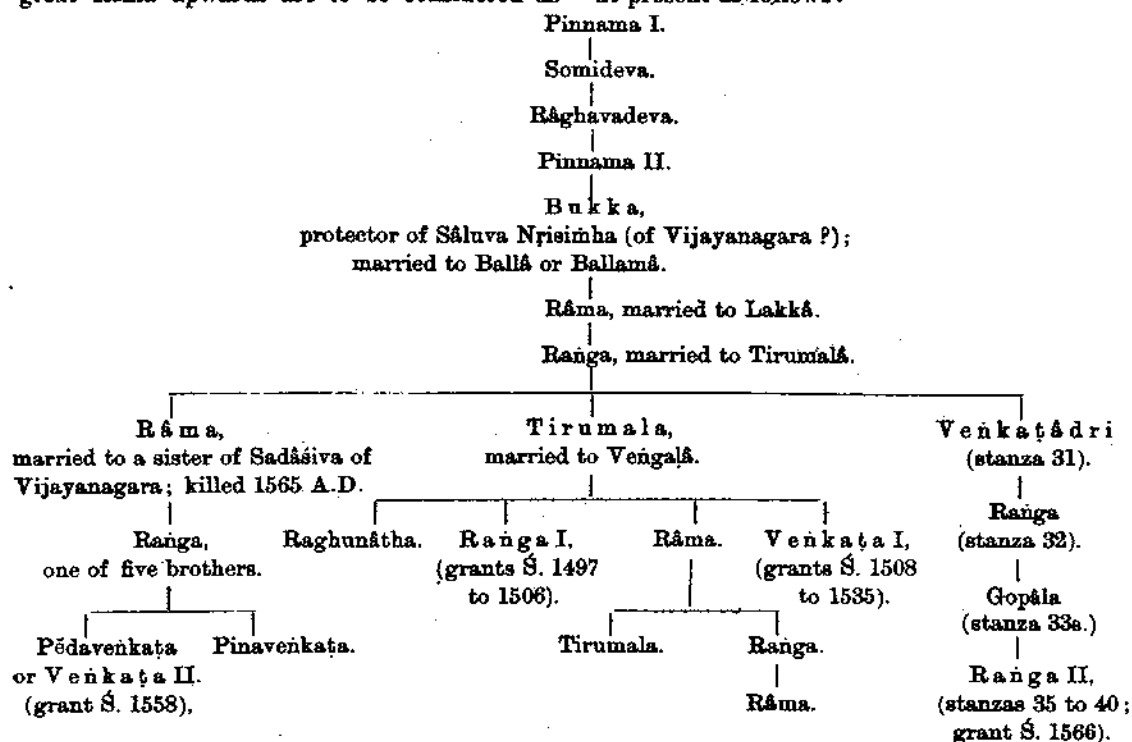 Pinnama I.
Somideva.
Râghavadeva.
Pinnama II.
Bukka,
protector of Sâluva Nṛisiṁha (of Vijayanagara ?);
married to Ballâ or Ballamâ.
Râma, married to Lakkâ.
Raṅga, married to Tirumalâ.
Râma,
married to a sister of Sadâśiva of
Vijayanagara; killed 1565 A.D.
Tirumala,
married to Veṅgaḷâ.
Veṅkaṭâdri
(stanza 31).
Raṅga,
one of five brothers.
Raghunâtha.
Raṅga I,
(grants Ś. 1497
to 1506).
Râma.
Veṅkaṭa I,
(grants Ś. 1508
to 1535).
Raṅga
(stanza 32).
Pĕdaveṅkaṭa
or Veṅkaṭa II.
(grant Ś. 1558),
Pinaveṅkaṭa.
Tirumala.
Raṅga.
Râma.
Gopâla
(stanza 33s.)
Raṅga II,
(stanzas 35 to 40;
grant Ś. 1566).